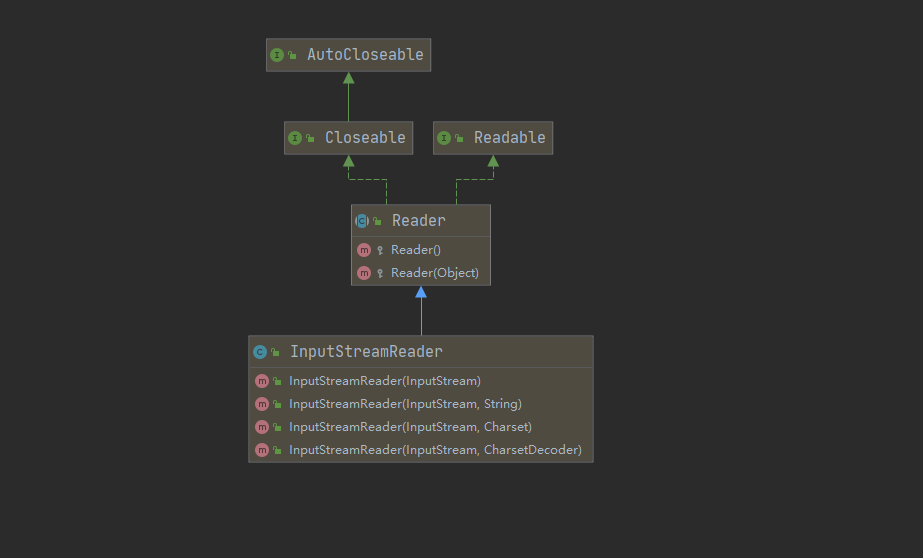 AutoCloseable
Closeable
Readable
Reader
Reader()
Reader(Object)
InputStreamReader
InputStreamReader(InputStream)
InputStreamReader(InputStream, String)
InputStreamReader(InputStream, Charset)
InputStreamReader(InputStream, CharsetDecoder)